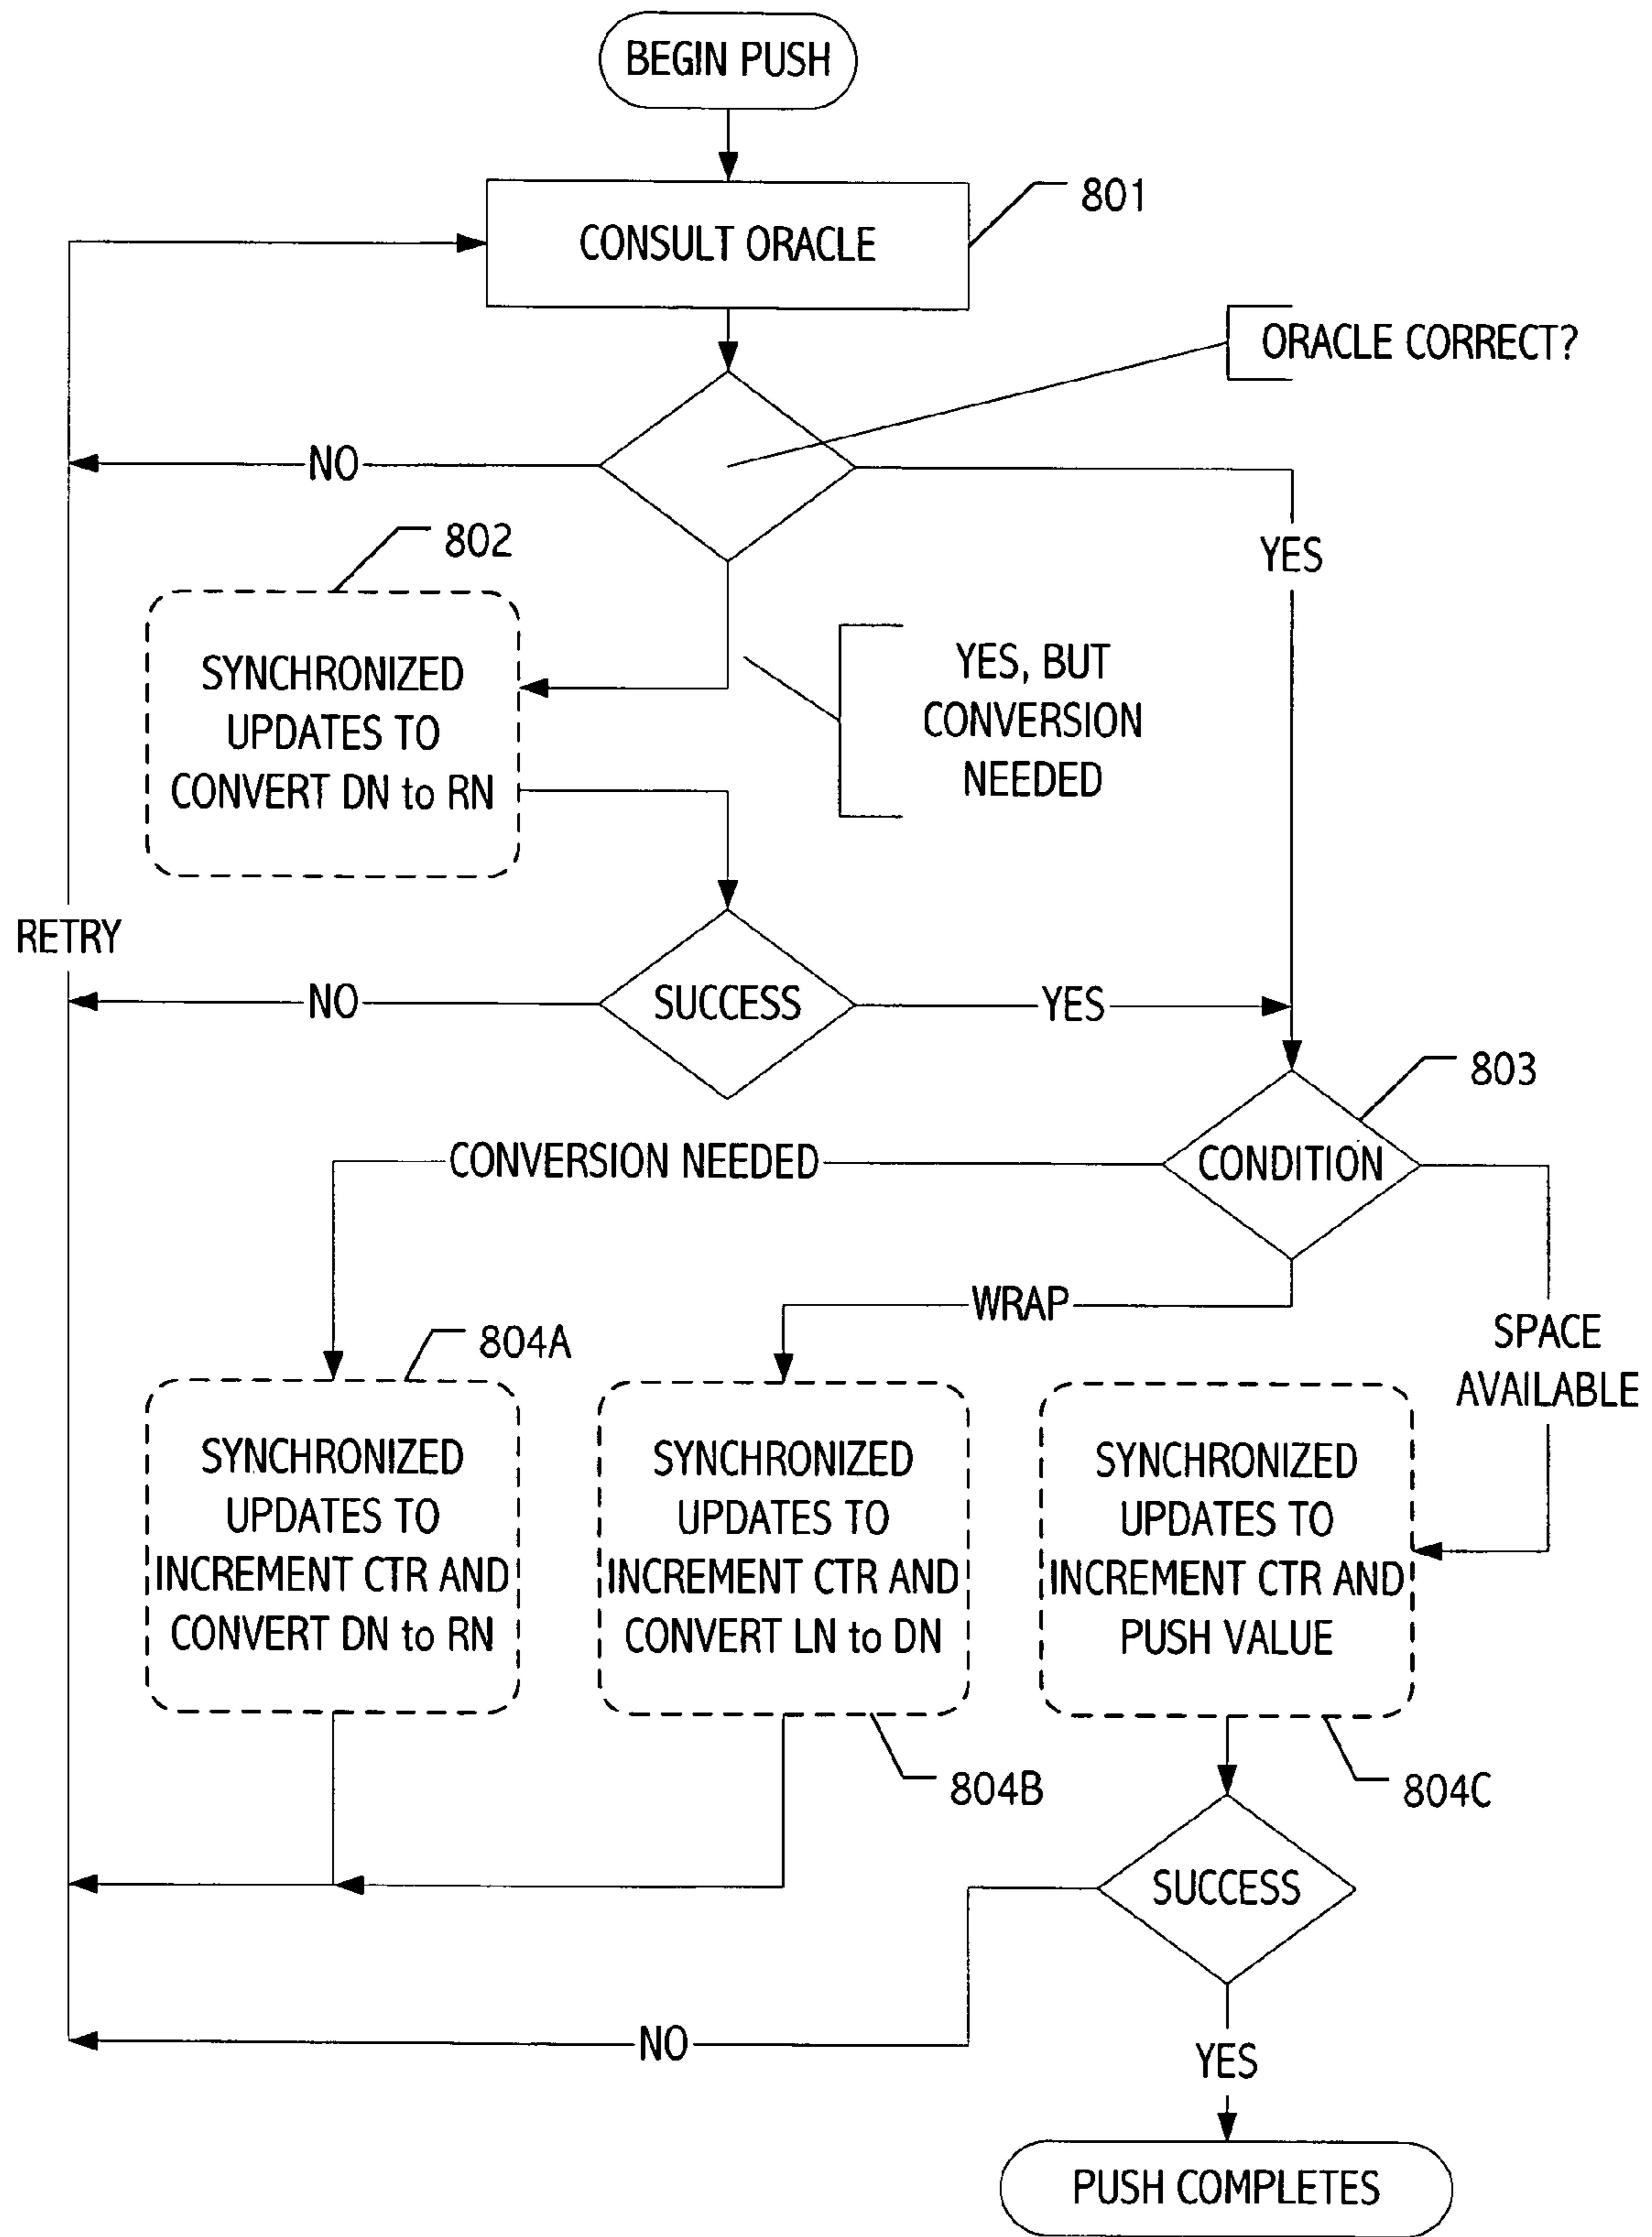 BEGIN PUSH
801
CONSULT ORACLE
ORACLE CORRECT?
NO
802
YES
SYNCHRONIZED
UPDATES TO
CONVERT DN to RN
YES, BUT
CONVERSION
NEEDED
RETRY
NO
SUCCESS
YES
803
CONVERSION NEEDED
CONDITION
WRAP
SPACE
AVAILABLE
804A
SYNCHRONIZED
UPDATES TO
INCREMENT CTR AND
CONVERT DN to RN
SYNCHRONIZED
UPDATES TO
INCREMENT CTR AND
CONVERT LN to DN
SYNCHRONIZED
UPDATES TO
INCREMENT CTR AND
PUSH VALUE
804B
804C
SUCCESS
NO
YES
PUSH COMPLETES